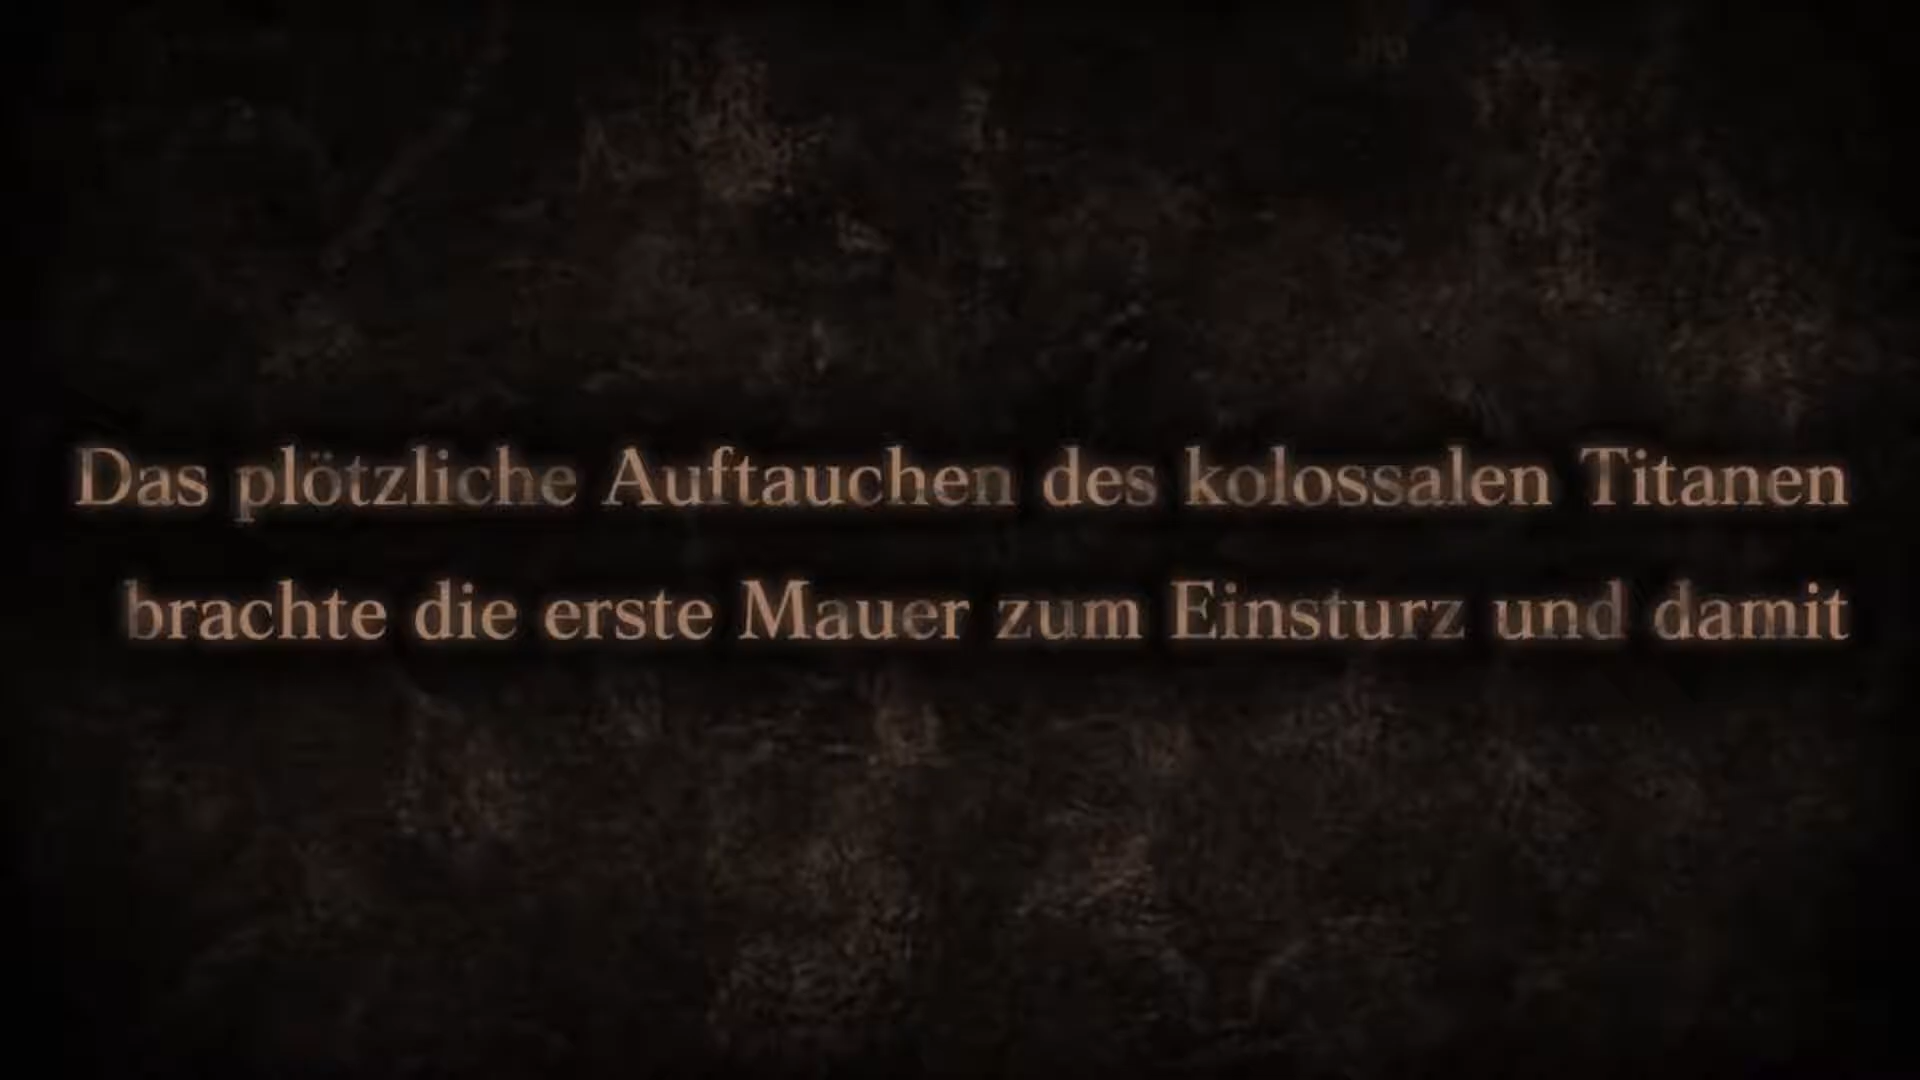 Das plötzliche Auftauchen des kolossalen Titanen
brachte die erste Mauer zum Einsturz und damit